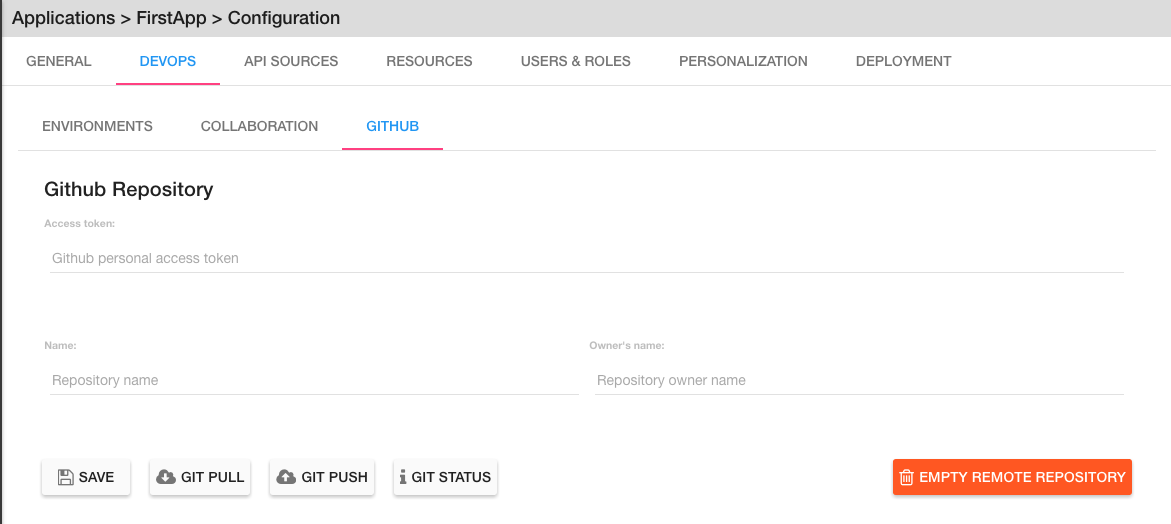 Applications > FirstApp > Configuration
GENERAL DEVOPS API SOURCES RESOURCES USERS & ROLES PERSONALIZATION DEPLOYMENT
ENVIRONMENTS COLLABORATION GITHUB
Github Repository
Access token:
Github personal access token
Name: Owner's name:
Repository name Repository owner name
SAVE GIT PULL GIT PUSH GIT STATUS EMPTY REMOTE REPOSITORY